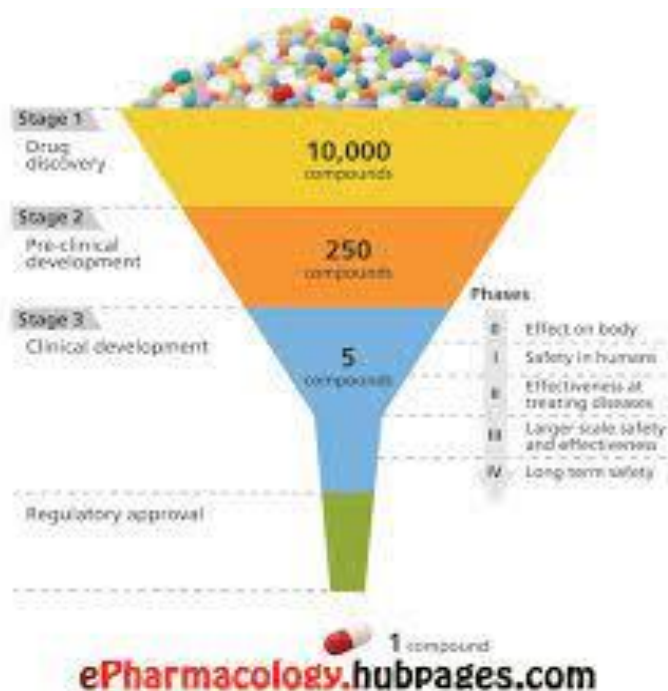 Stage 1
Drug
discovery
10,000
compounds
Stage 2
Pre-clinical
development
250
compounds
Stage 3
Clinical development
5
compounds
Phases
0 Effect on body
I Safety in humans
II Effectiveness at
treating diseases
III Larger scale safety
and effectiveness
IV Long term safety
Regulatory approval
1 compound
ePharmacology.hubpages.com